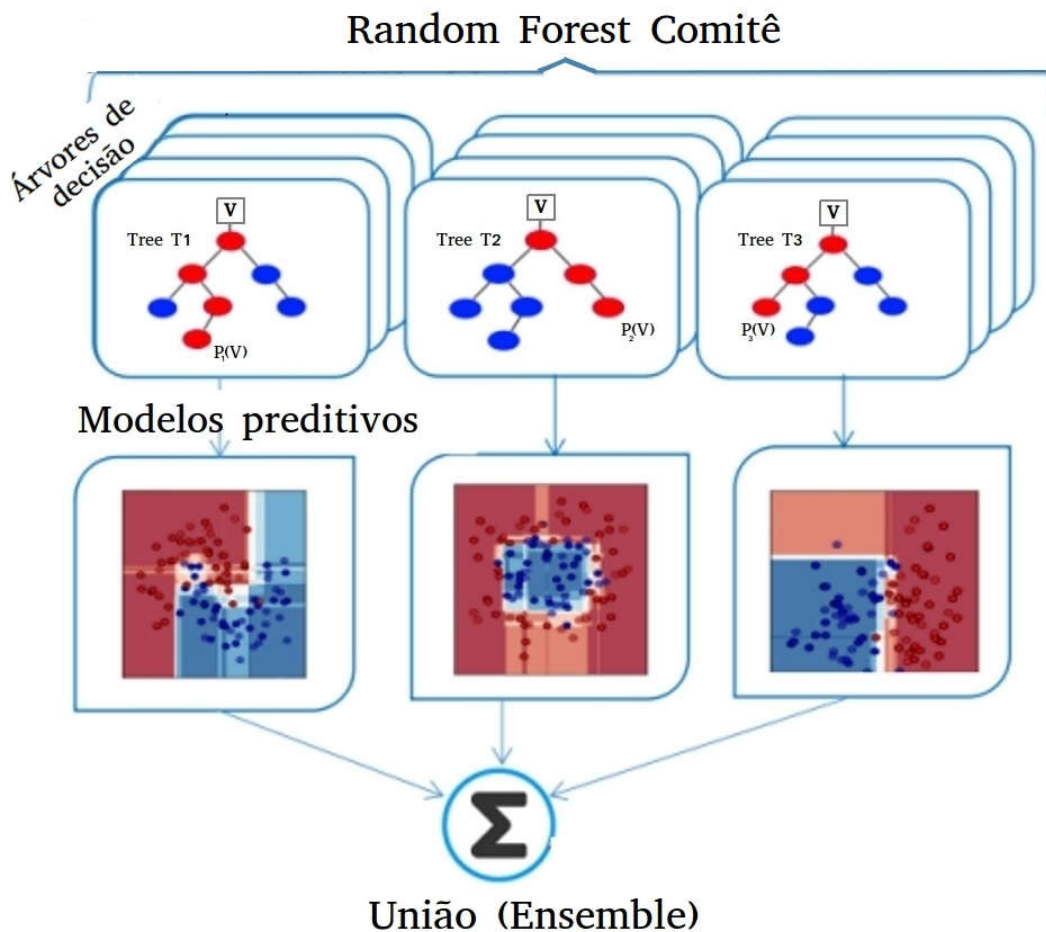 Random Forest Comitê
Árvores de
decisão
V
Tree T1
P₁(V)
V
Tree T2
P₂(V)
V
Tree T3
P₃(V)
Modelos preditivos
Σ
União (Ensemble)